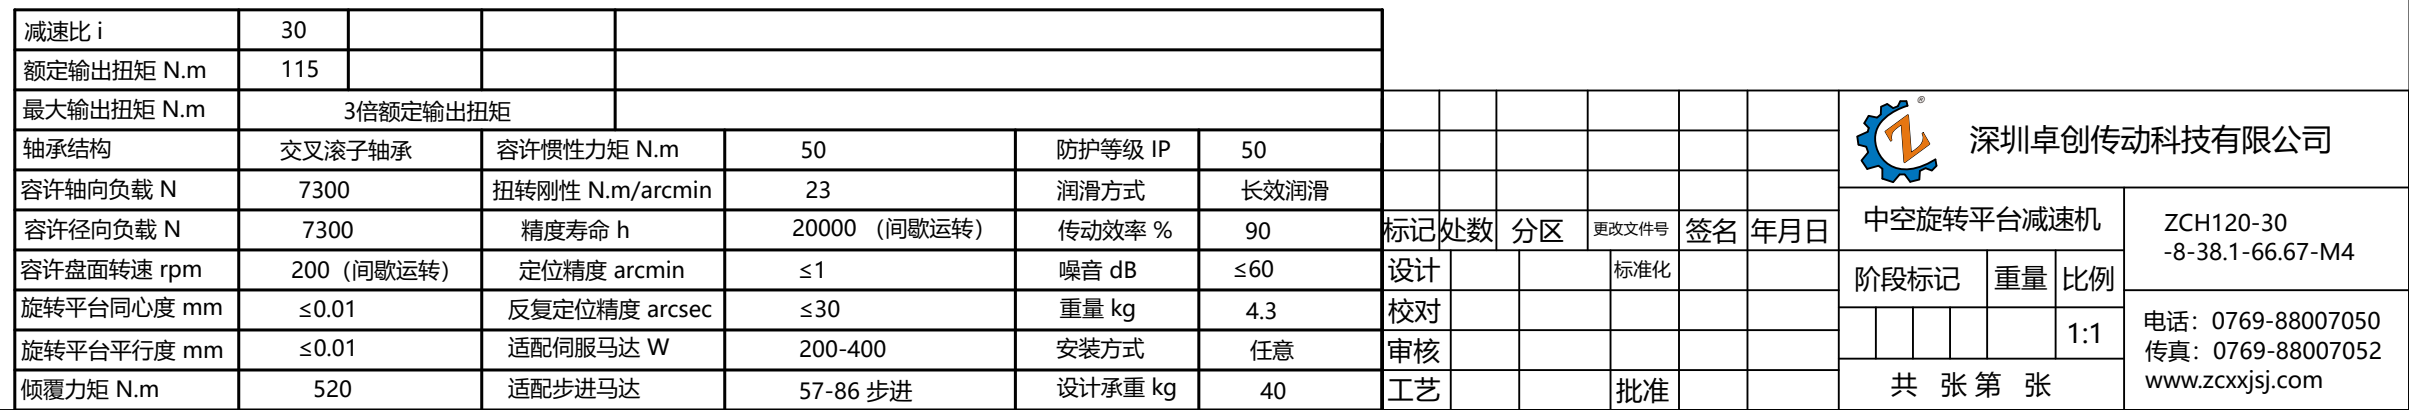 减速比 i 30
额定输出扭矩 N.m 115
最大输出扭矩 N.m 3倍额定输出扭矩
轴承结构 交叉滚子轴承 容许惯性力矩 N.m 50 防护等级 IP 50
容许轴向负载 N 7300 扭转刚性 N.m/arcmin 23 润滑方式 长效润滑
容许径向负载 N 7300 精度寿命 h 20000 （间歇运转） 传动效率 % 90
容许盘面转速 rpm 200（间歇运转） 定位精度 arcmin ≤1 噪音 dB ≤60
旋转平台同心度 mm ≤0.01 反复定位精度 arcsec ≤30 重量 kg 4.3
旋转平台平行度 mm ≤0.01 适配伺服马达 W 200-400 安装方式 任意
倾覆力矩 N.m 520 适配步进马达 57-86 步进 设计承重 kg 40
标记 处数 分区 更改文件号 签名 年月日
设计 标准化
校对
审核
工艺 批准
Z ®
深圳卓创传动科技有限公司
中空旋转平台减速机
ZCH120-30
-8-38.1-66.67-M4
阶段标记 重量 比例
1:1
共 张 第 张
电话：0769-88007050
传真：0769-88007052
www.zcxxjsj.com